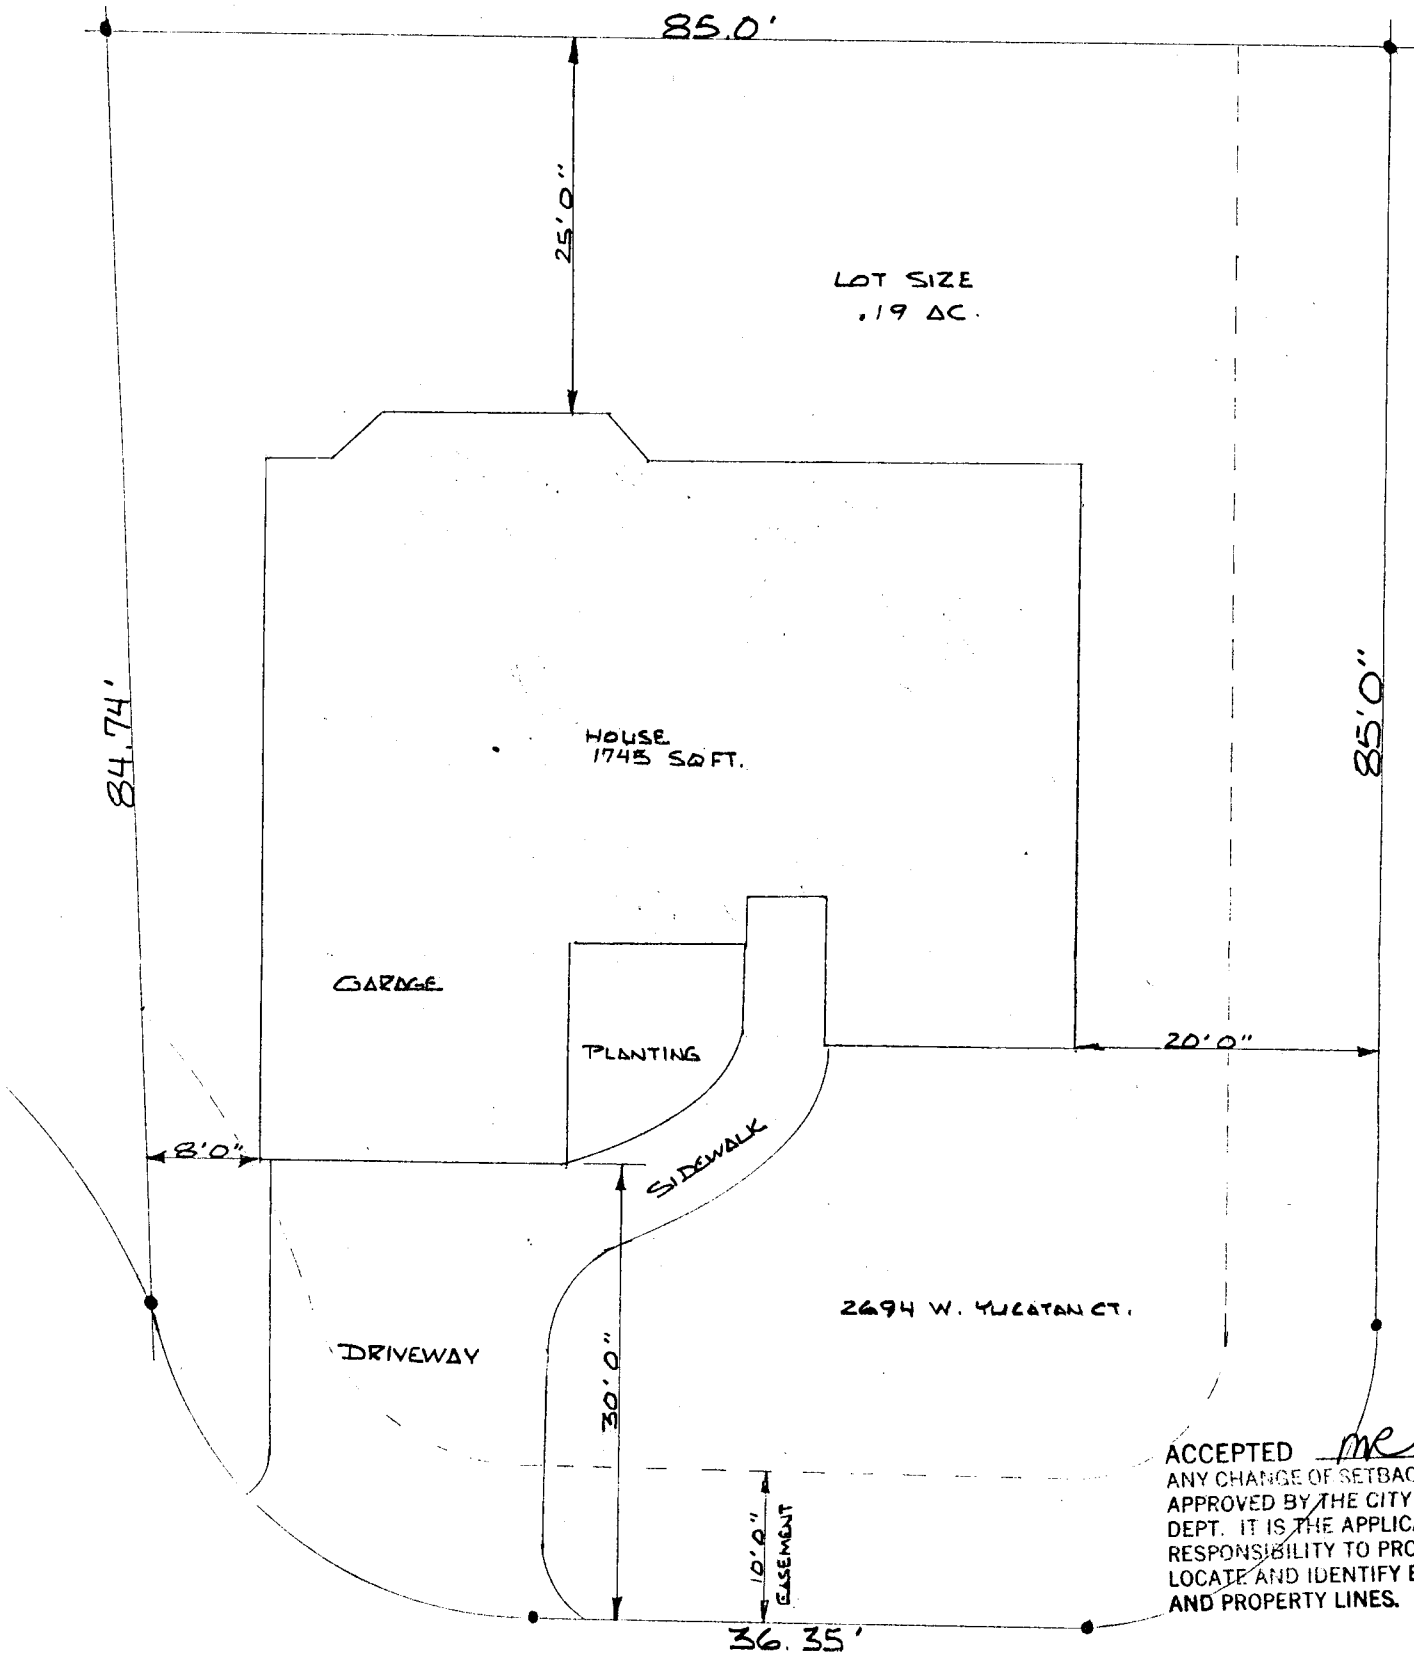 85.0'
25'0"
LOT SIZE
.19 AC.
84.74'
85'0"
HOUSE
1745 SQ FT.
GARAGE
PLANTING
20'0"
8'0"
SIDEWALK
2694 W. YUCATAN CT.
DRIVEWAY
30'0"
10'0"
EASEMENT
36.35'
ACCEPTED
ANY CHANGE OF SETBAC
APPROVED BY THE CITY
DEPT. IT IS THE APPLICA
RESPONSIBILITY TO PRO
LOCATE AND IDENTIFY E
AND PROPERTY LINES.